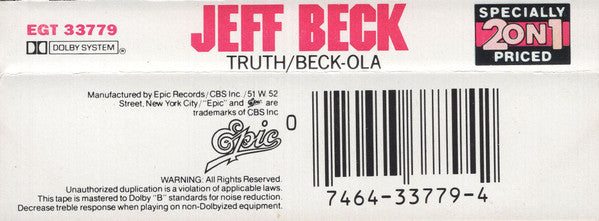 EGT 33779
DOLBY SYSTEM ®
JEFF BECK
TRUTH/BECK-OLA
SPECIALLY
2 ON 1
PRICED
Manufactured by Epic Records/CBS Inc./51 W. 52
Street, New York City/"Epic" and Epic are
trademarks of CBS Inc
Epic
WARNING: All Rights Reserved.
Unauthorized duplication is a violation of applicable laws.
This tape is mastered to Dolby "B" standards for noise reduction.
Decrease treble response when playing on non-Dolbyized equipment.
0
7464-33779-4